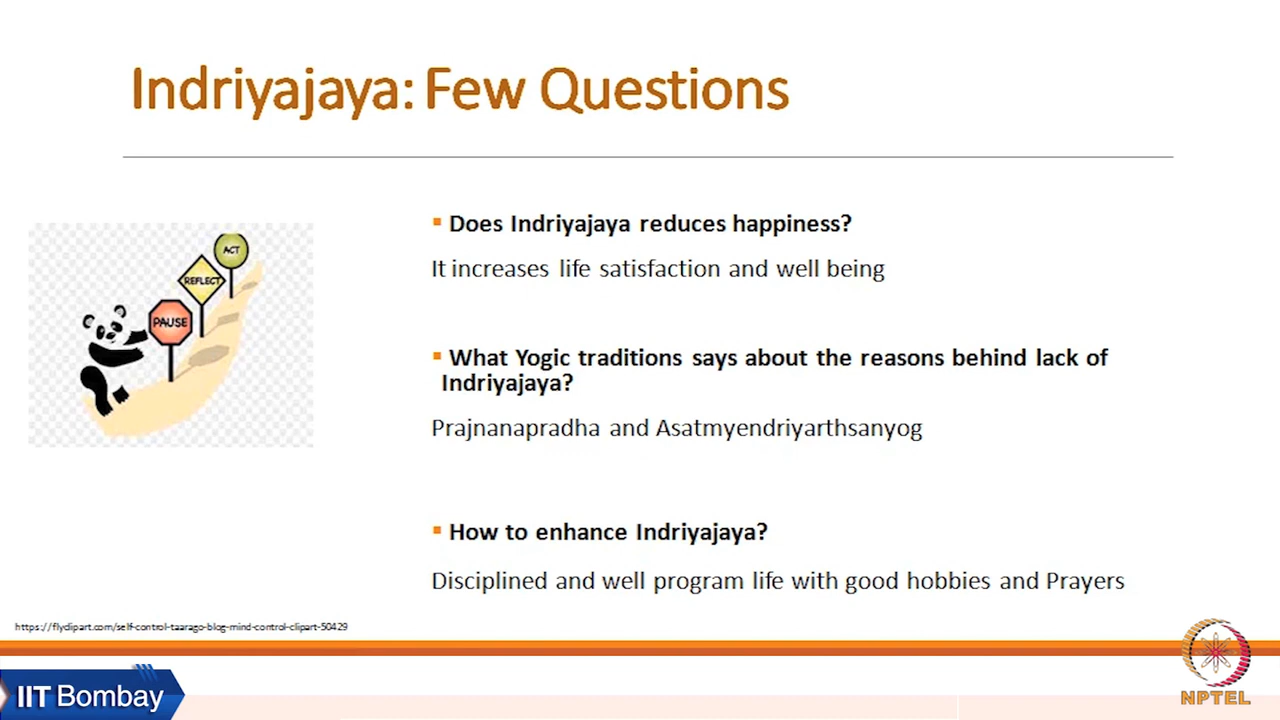 Indriyajaya: Few Questions
ACT
REFLECT
PAUSE
▪ Does Indriyajaya reduces happiness?
It increases life satisfaction and well being
▪ What Yogic traditions says about the reasons behind lack of
Indriyajaya?
Prajnanapradha and Asatmyendriyarthsanyog
▪ How to enhance Indriyajaya?
Disciplined and well program life with good hobbies and Prayers
https://flyclipart.com/self-control-taarago-blog-mind-control-clipart-50429
IIT Bombay
NPTEL